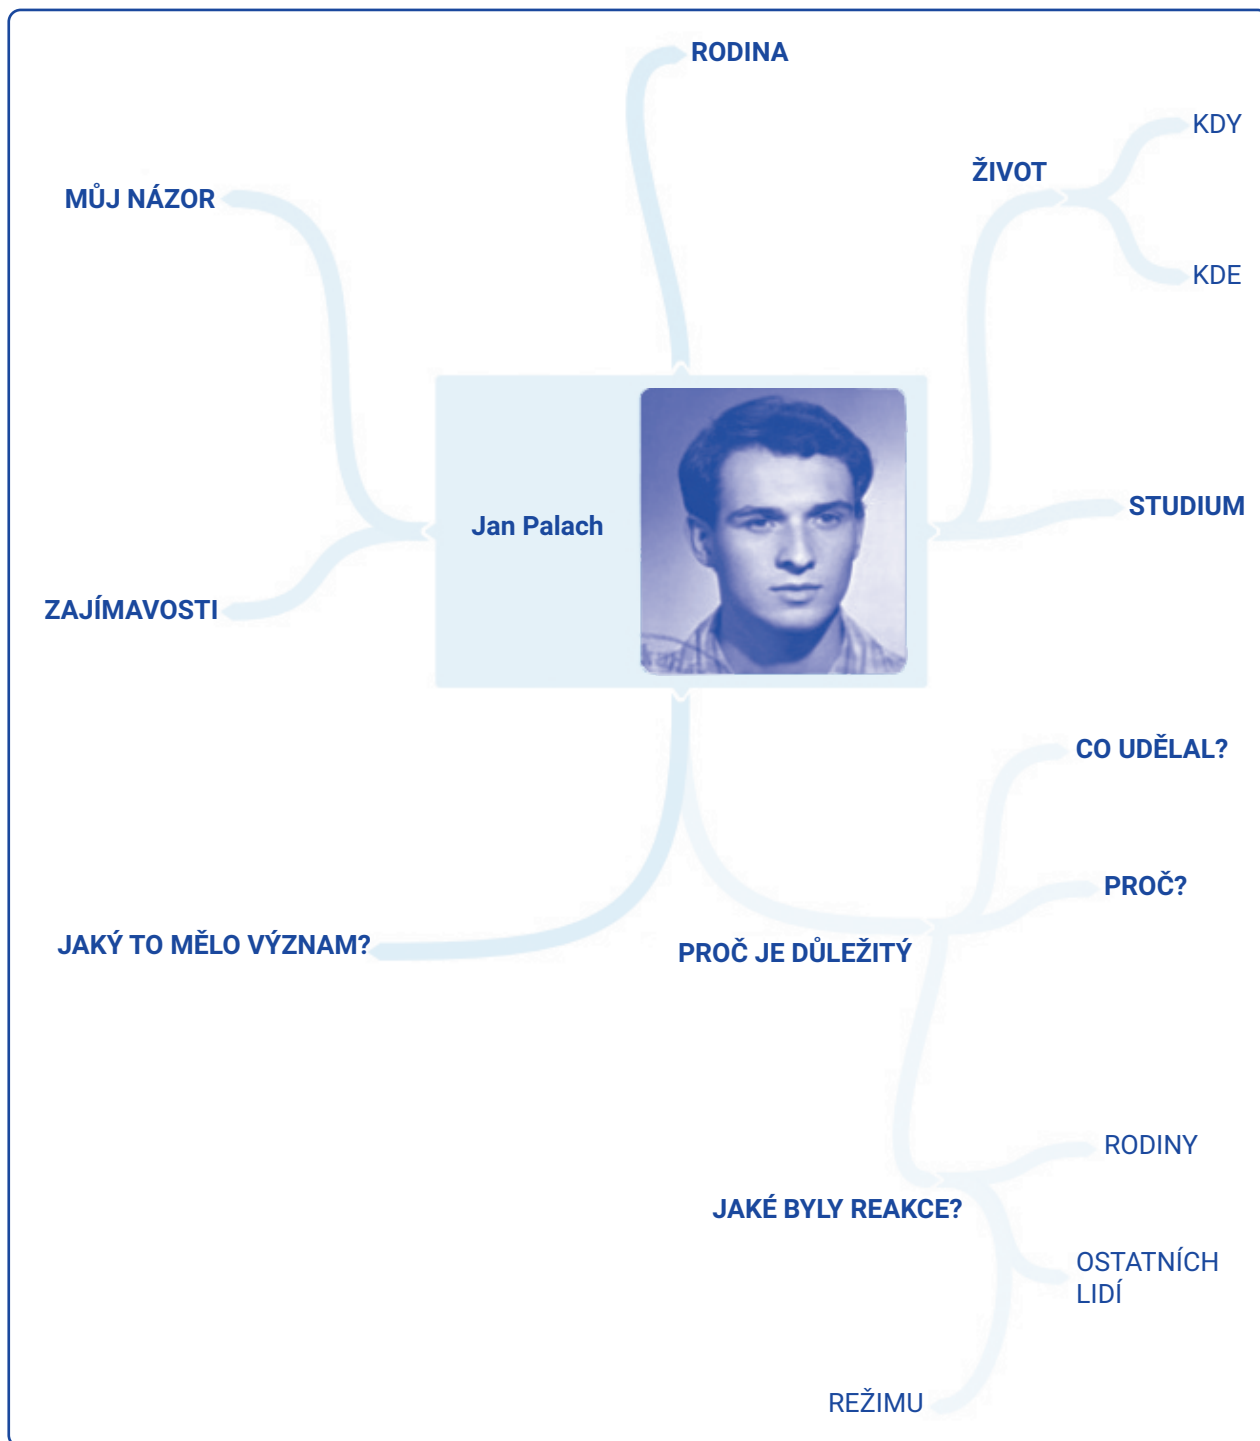 RODINA
KDY
ŽIVOT
MŮJ NÁZOR
KDE
STUDIUM
Jan Palach
ZAJÍMAVOSTI
CO UDĚLAL?
PROČ?
JAKÝ TO MĚLO VÝZNAM?
PROČ JE DŮLEŽITÝ
RODINY
JAKÉ BYLY REAKCE?
OSTATNÍCH
LIDÍ
REŽIMU